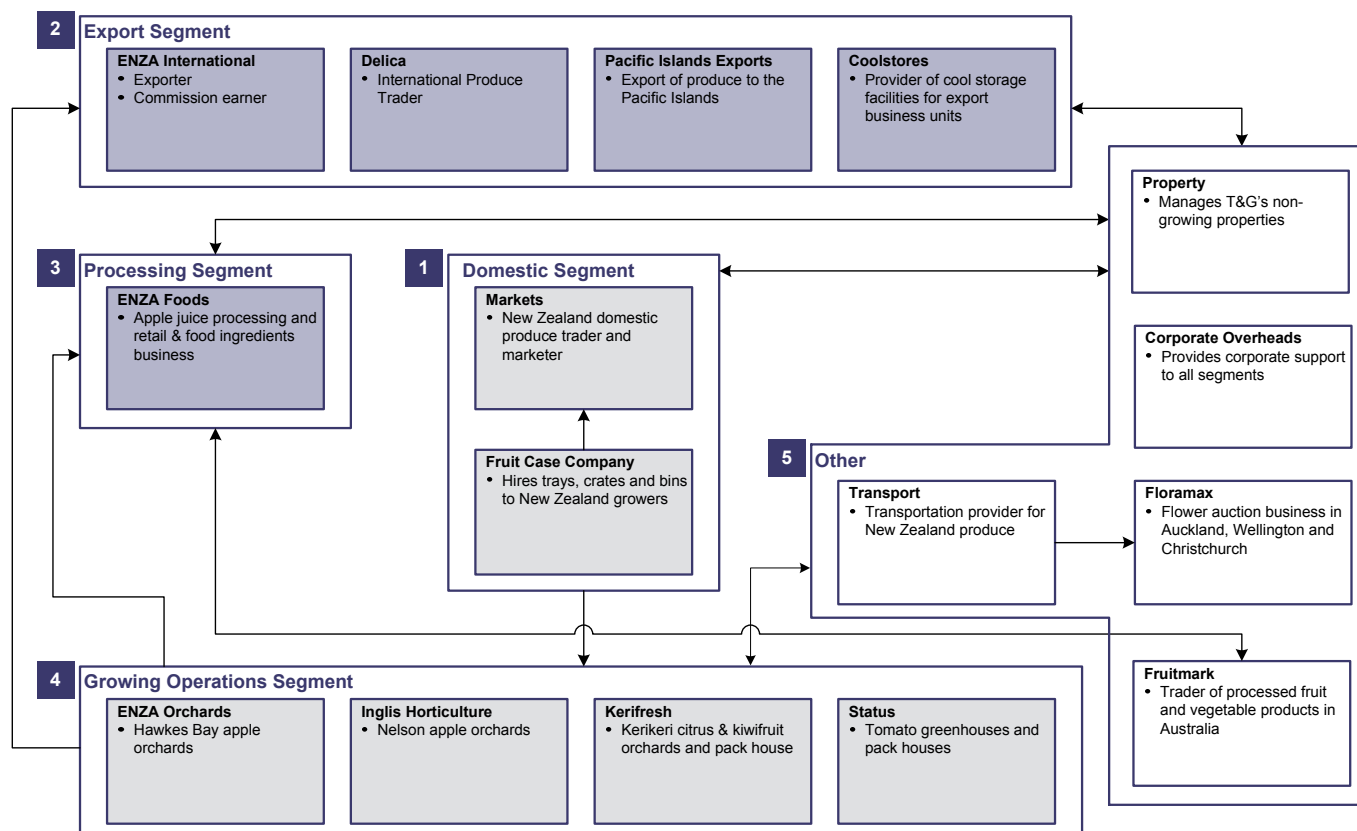 2
Export Segment
ENZA International
• Exporter
• Commission earner
Delica
• International Produce
Trader
Pacific Islands Exports
• Export of produce to the
Pacific Islands
Coolstores
• Provider of cool storage
facilities for export
business units
Property
• Manages T&G's non-
growing properties
3
Processing Segment
ENZA Foods
• Apple juice processing and
retail & food ingredients
business
1
Domestic Segment
Markets
• New Zealand domestic
produce trader and
marketer
Fruit Case Company
• Hires trays, crates and bins
to New Zealand growers
Corporate Overheads
• Provides corporate support
to all segments
5
Other
Transport
• Transportation provider for
New Zealand produce
Floramax
• Flower auction business in
Auckland, Wellington and
Christchurch
4
Growing Operations Segment
ENZA Orchards
• Hawkes Bay apple
orchards
Inglis Horticulture
• Nelson apple orchards
Kerifresh
• Kerikeri citrus & kiwifruit
orchards and pack house
Status
• Tomato greenhouses and
pack houses
Fruitmark
• Trader of processed fruit
and vegetable products in
Australia